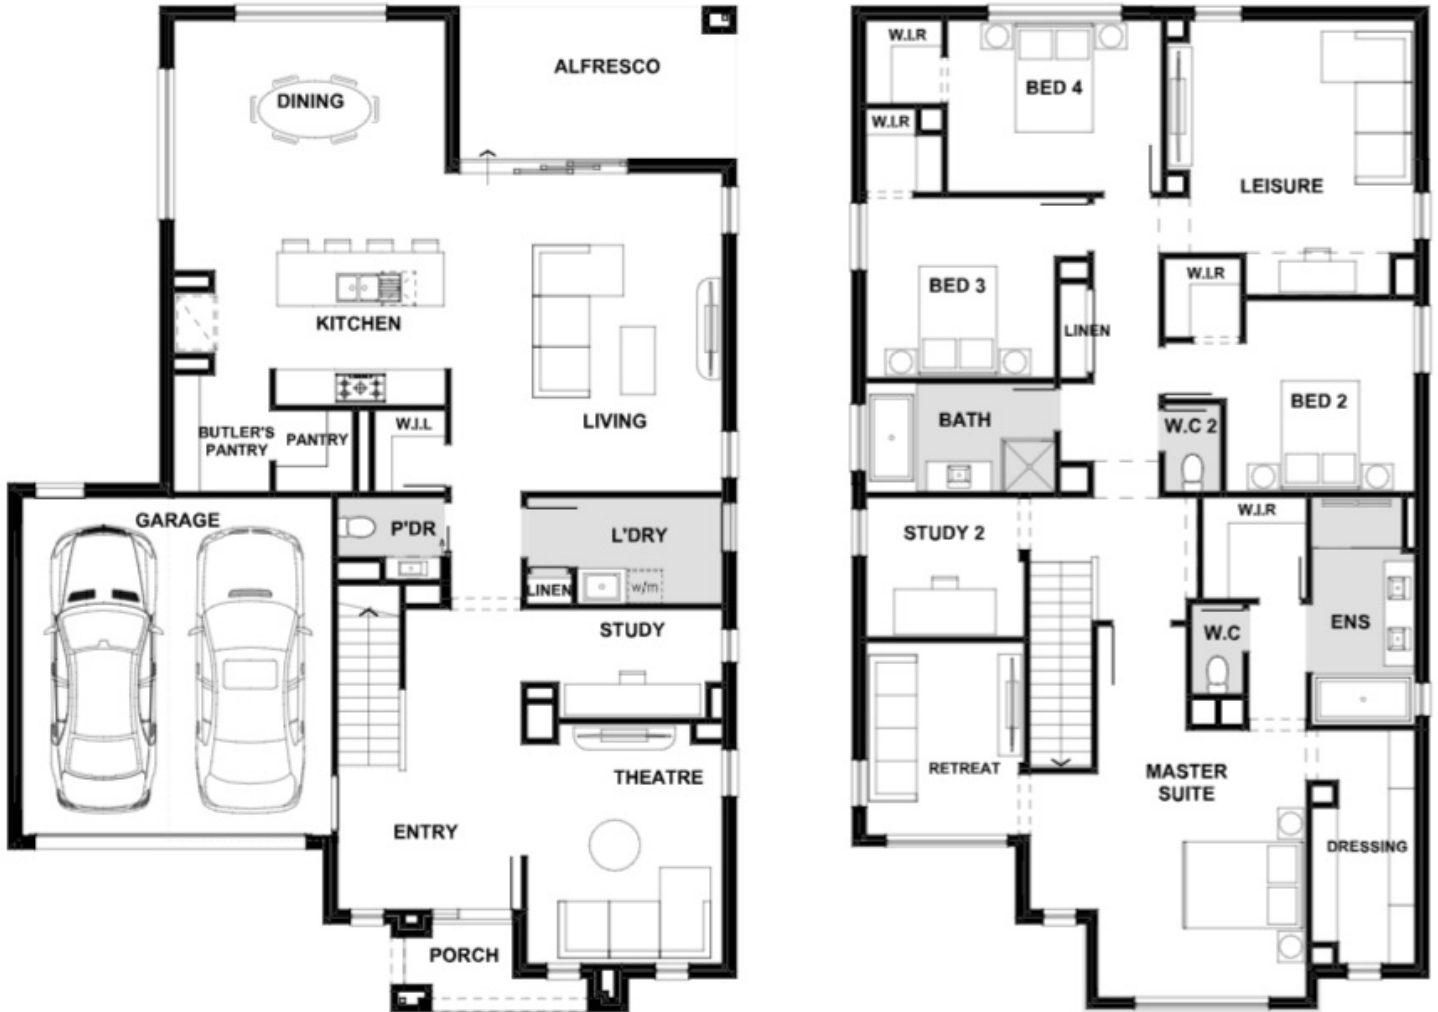 ALFRESCO
DINING
KITCHEN
LIVING
BUTLER'S
PANTRY
PANTRY
W.I.L
GARAGE
P'DR
L'DRY
LINEN
w/m
STUDY
THEATRE
ENTRY
PORCH
W.I.R
BED 4
W.I.R
LEISURE
W.I.R
BED 3
LINEN
BED 2
BATH
W.C 2
W.I.R
STUDY 2
W.C
ENS
RETREAT
MASTER
SUITE
DRESSING